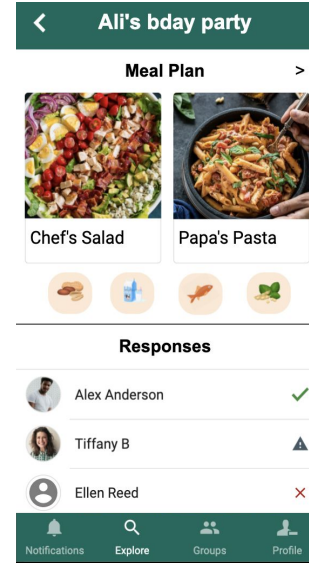 Ali's bday party
Meal Plan >
Chef's Salad
Papa's Pasta
Responses
Alex Anderson
Tiffany B
Ellen Reed
Notifications
Explore
Groups
Profile